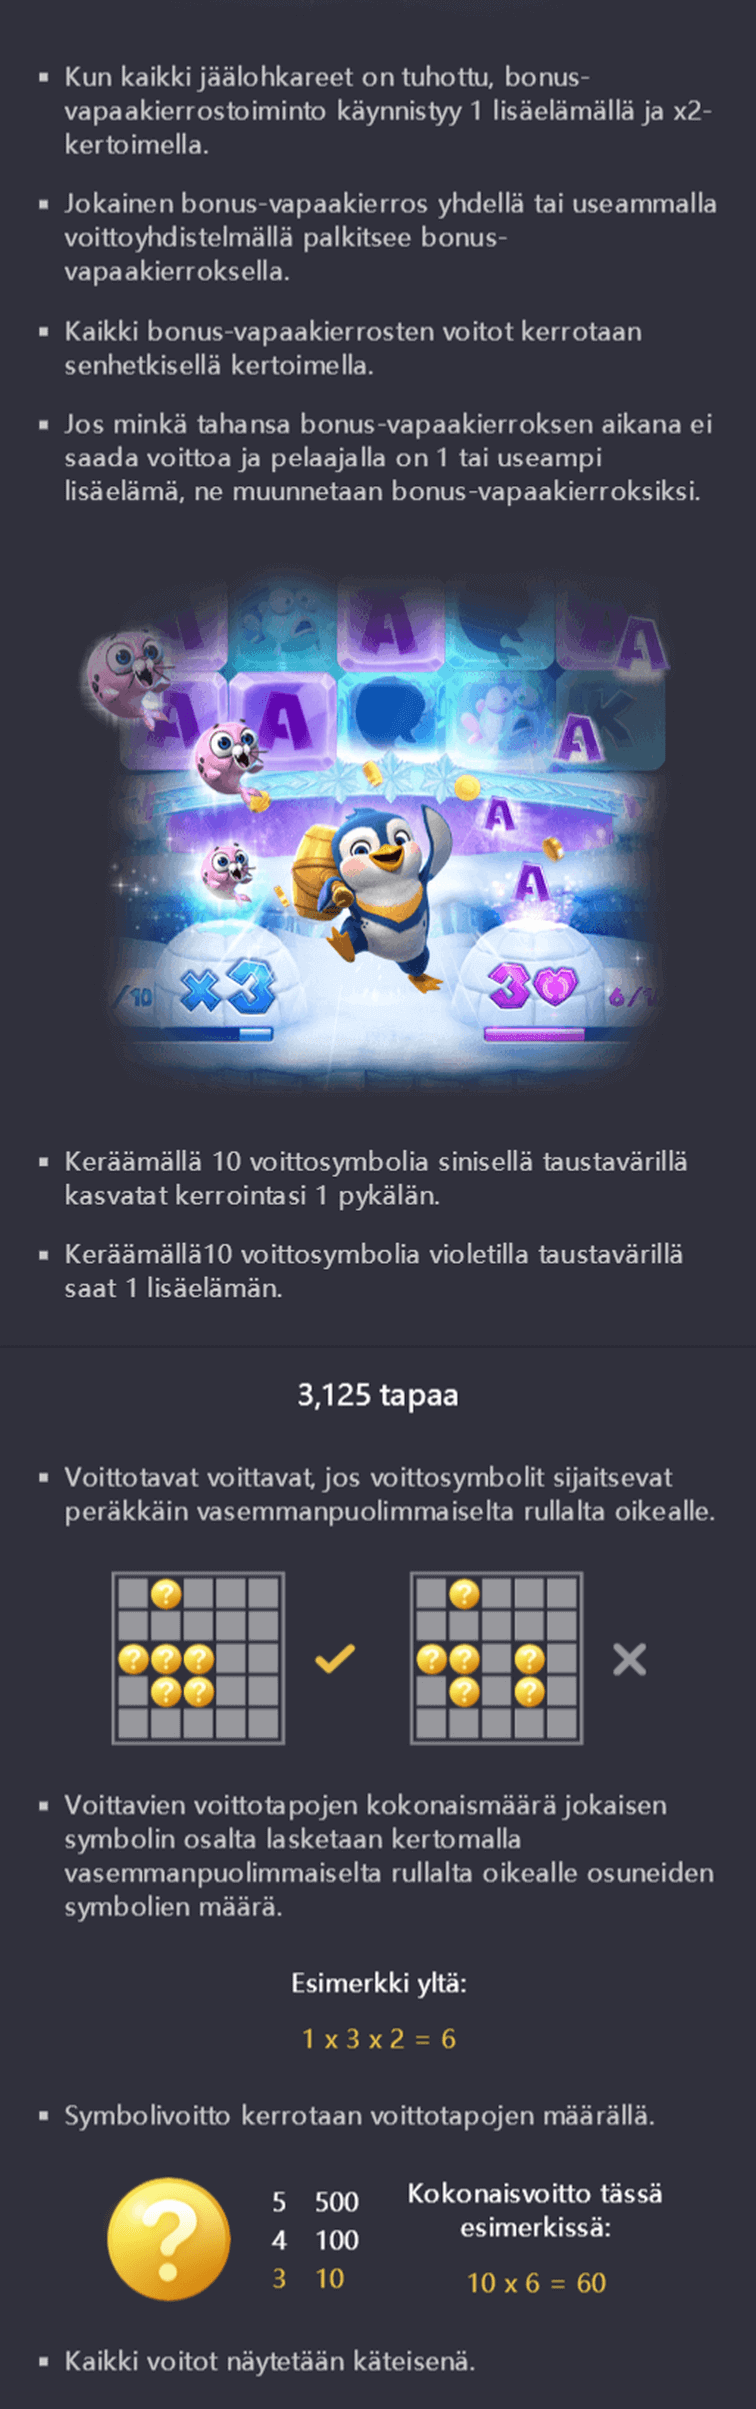 ▪ Kun kaikki jäälohkareet on tuhottu, bonus-
vapaakierrostoiminto käynnistyy 1 lisäelämällä ja x2-
kertoimella.
▪ Jokainen bonus-vapaakierros yhdellä tai useammalla
voittoyhdistelmällä palkitsee bonus-
vapaakierroksella.
▪ Kaikki bonus-vapaakierrosten voitot kerrotaan
senhetkisellä kertoimella.
▪ Jos minkä tahansa bonus-vapaakierroksen aikana ei
saada voittoa ja pelaajalla on 1 tai useampi
lisäelämä, ne muunnetaan bonus-vapaakierroksiksi.
A A
A A A K
A
A
/10 x3 3 6/1
▪ Keräämällä 10 voittosymbolia sinisellä taustavärillä
kasvatat kerrointasi 1 pykälän.
▪ Keräämällä10 voittosymbolia violetilla taustavärillä
saat 1 lisäelämän.
3,125 tapaa
▪ Voittotavat voittavat, jos voittosymbolit sijaitsevat
peräkkäin vasemmanpuolimmaiselta rullalta oikealle.
? ?
? ? ? ? ? ?
? ? ? ?
▪ Voittavien voittotapojen kokonaismäärä jokaisen
symbolin osalta lasketaan kertomalla
vasemmanpuolimmaiselta rullalta oikealle osuneiden
symbolien määrä.
Esimerkki yltä:
1 x 3 x 2 = 6
▪ Symbolivoitto kerrotaan voittotapojen määrällä.
?
5 500
4 100
3 10
Kokonaisvoitto tässä
esimerkissä:
10 x 6 = 60
▪ Kaikki voitot näytetään käteisenä.